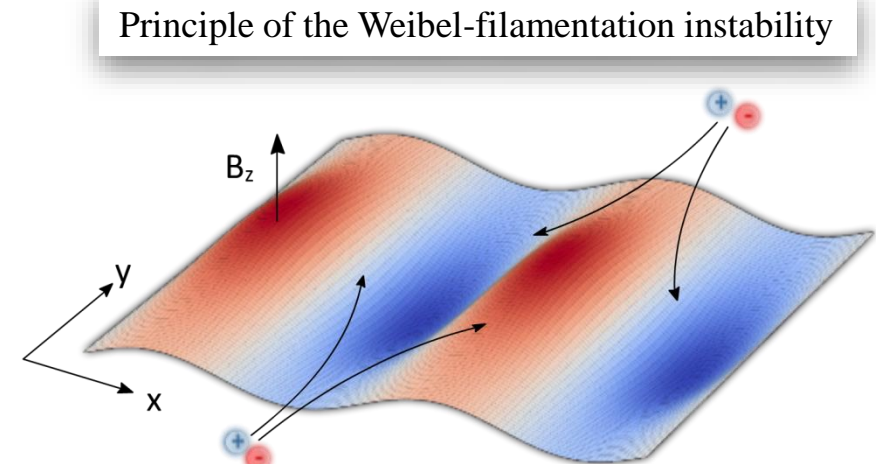 Principle of the Weibel-filamentation instability
+
-
Bz
y
x
+
-